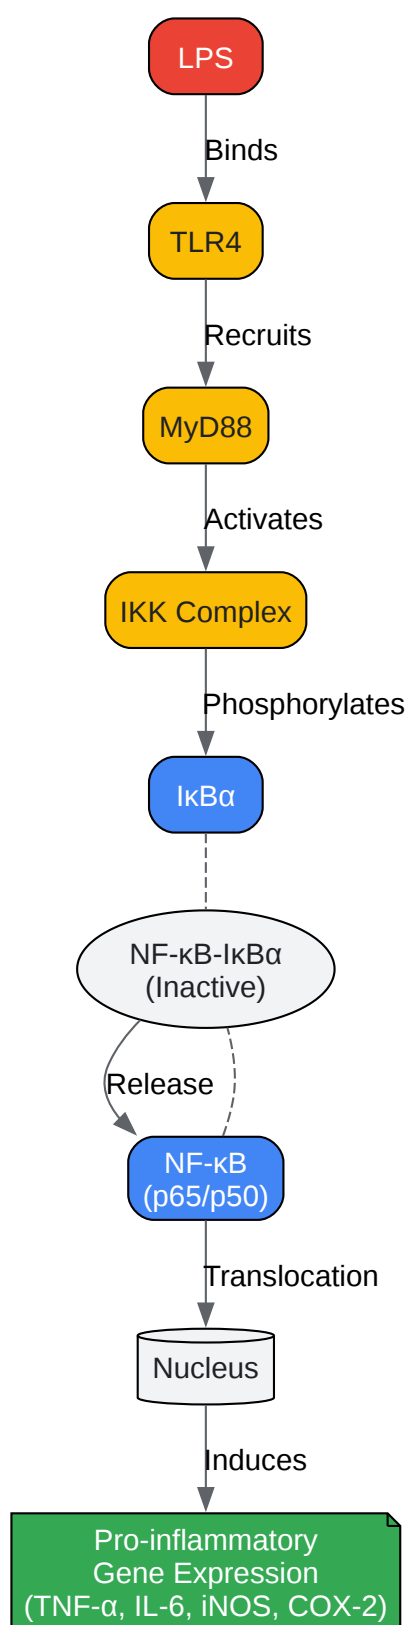 LPS
Binds
TLR4
Recruits
MyD88
Activates
IKK Complex
Phosphorylates
IκBα
NF-κB-IκBα
(Inactive)
Release
NF-κB
(p65/p50)
Translocation
Nucleus
Induces
Pro-inflammatory
Gene Expression
(TNF-α, IL-6, iNOS, COX-2)